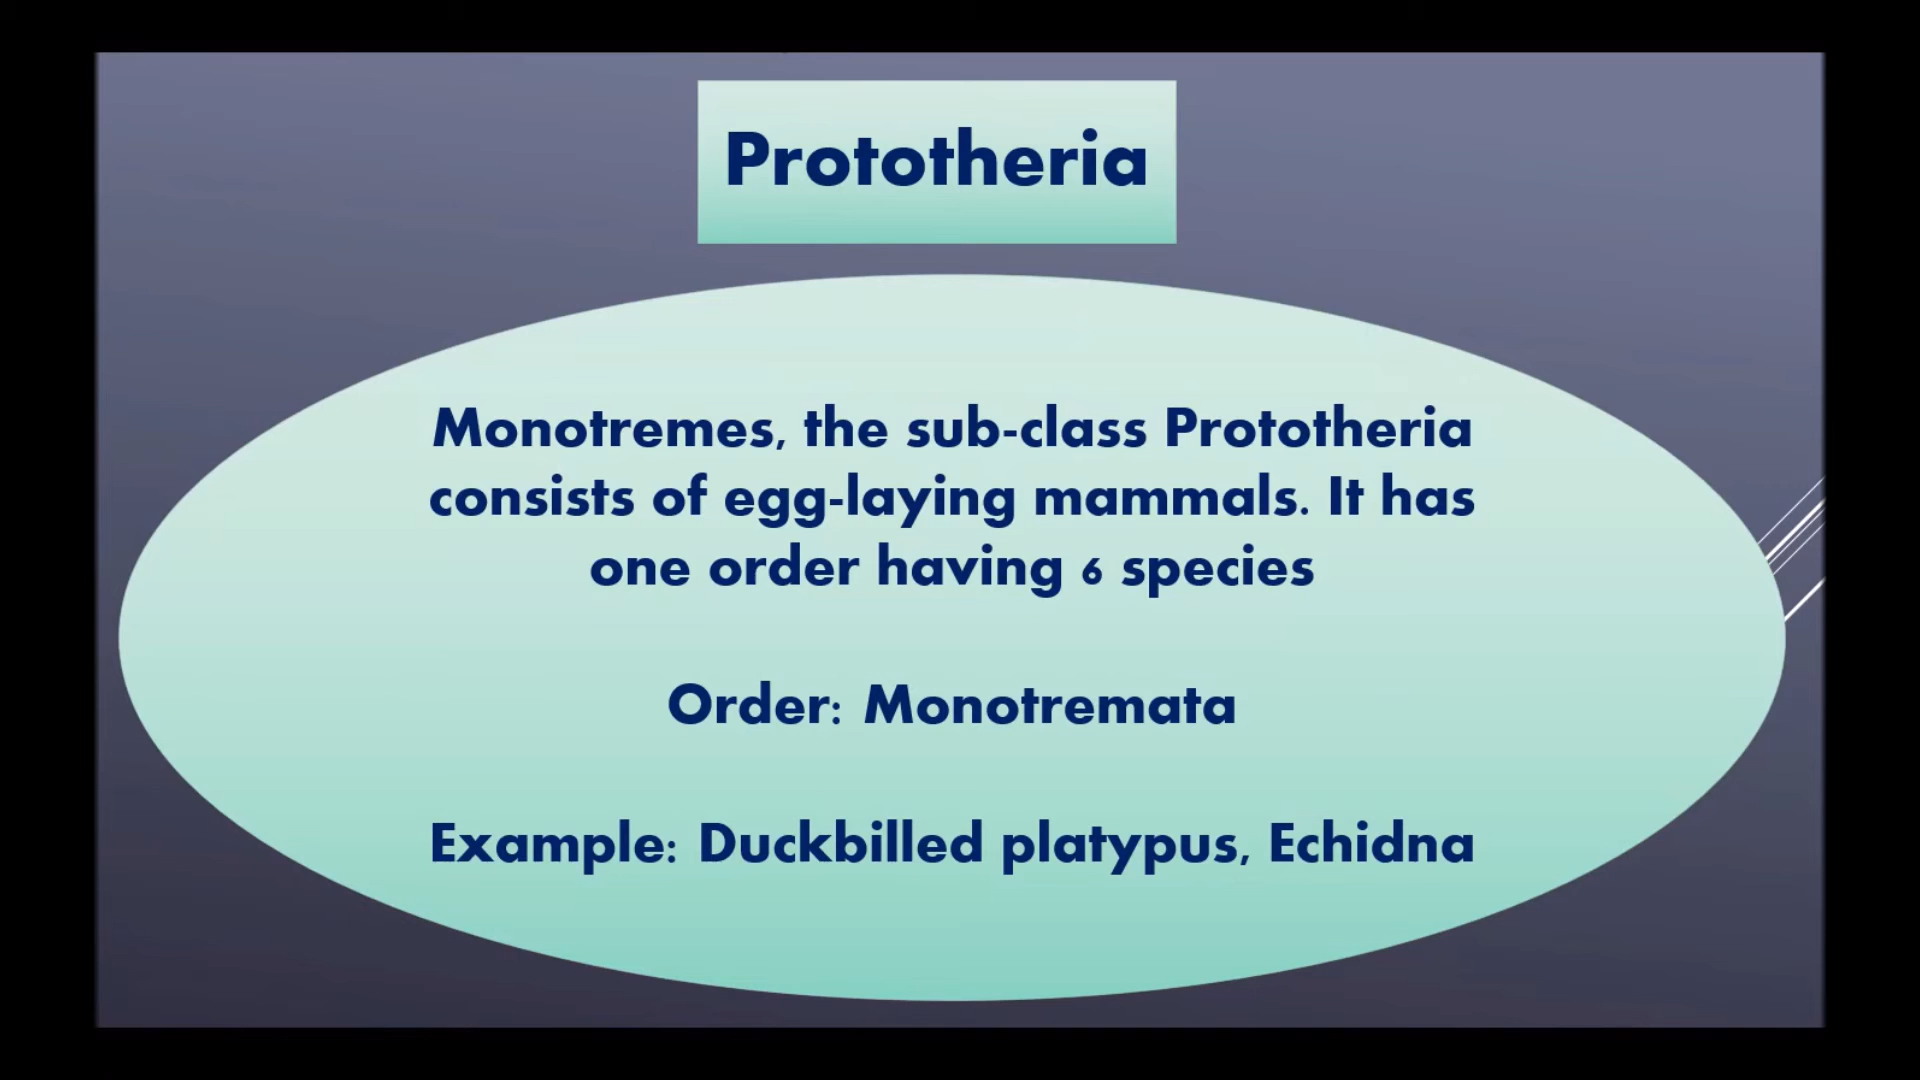 Prototheria
Monotremes, the sub-class Prototheria
consists of egg-laying mammals. It has
one order having 6 species
Order: Monotremata
Example: Duckbilled platypus, Echidna